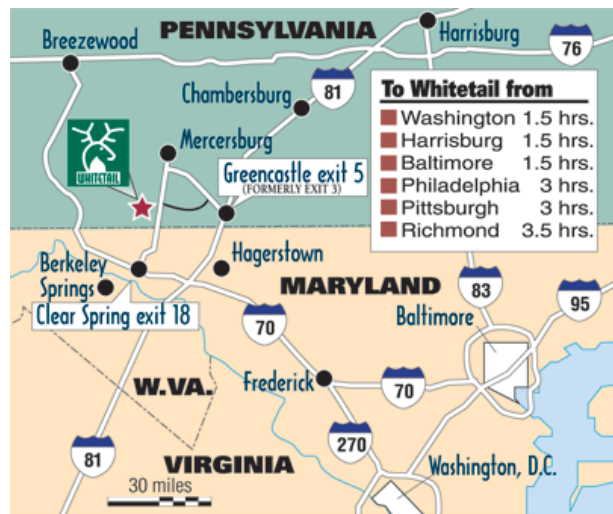 PENNSYLVANIA
Harrisburg
Breezewood
76
81
Chambersburg
To Whitetail from
Washington 1.5 hrs.
Harrisburg 1.5 hrs.
Baltimore 1.5 hrs.
Philadelphia 3 hrs.
Pittsburgh 3 hrs.
Richmond 3.5 hrs.
Mercersburg
WHITETAIL
Greencastle exit 5
(FORMERLY EXIT 3)
Hagerstown
Berkeley
Springs
MARYLAND
83
95
Clear Spring exit 18
Baltimore
70
W.VA.
Frederick
70
270
81
VIRGINIA
Washington, D.C.
30 miles